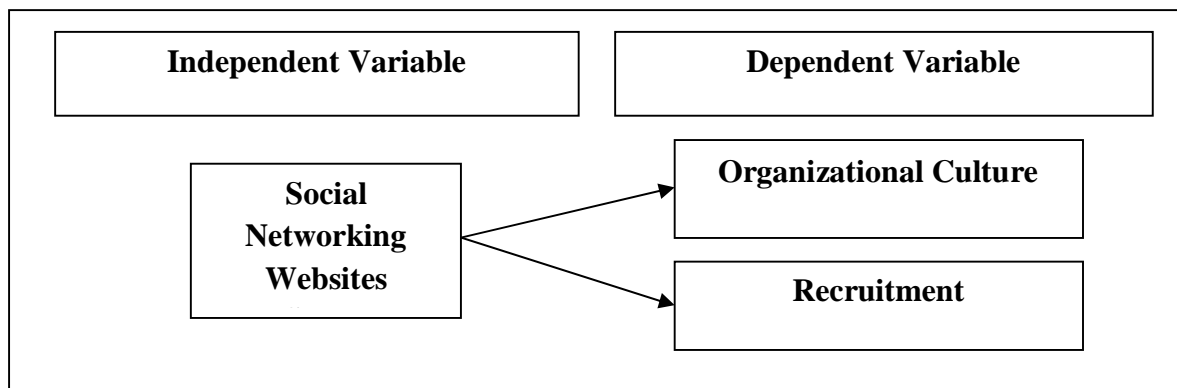 Independent Variable
Dependent Variable
Social
Networking
Websites
Organizational Culture
Recruitment